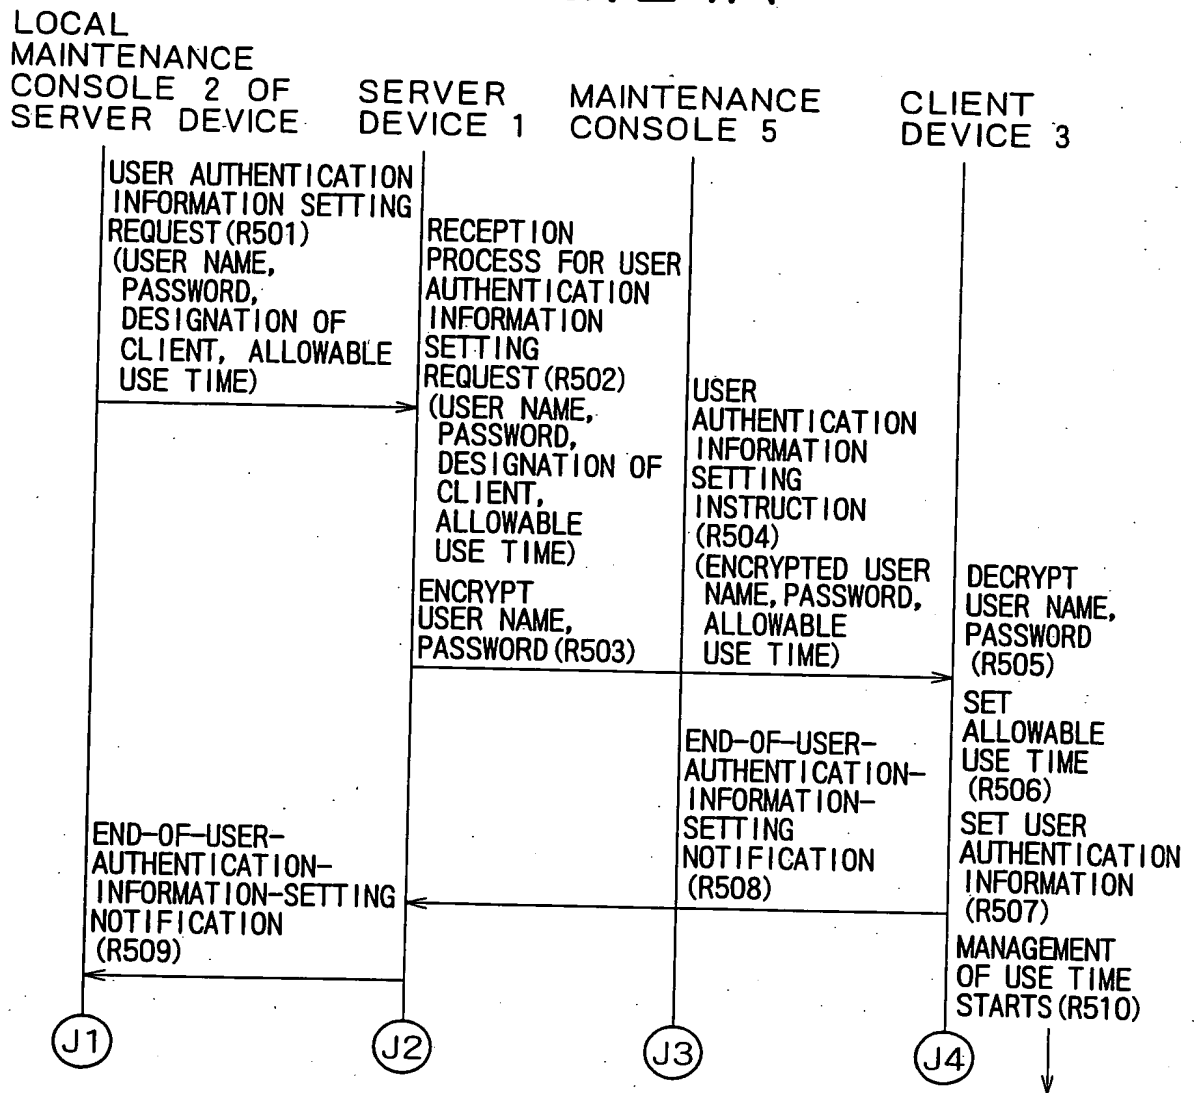 LOCAL
MAINTENANCE
CONSOLE 2 OF
SERVER DEVICE
SERVER
DEVICE 1
MAINTENANCE
CONSOLE 5
CLIENT
DEVICE 3
USER AUTHENTICATION
INFORMATION SETTING
REQUEST(R501)
(USER NAME,
PASSWORD,
DESIGNATION OF
CLIENT, ALLOWABLE
USE TIME)
RECEPTION
PROCESS FOR USER
AUTHENTICATION
INFORMATION
SETTING
REQUEST(R502)
(USER NAME,
PASSWORD,
DESIGNATION OF
CLIENT,
ALLOWABLE
USE TIME)
ENCRYPT
USER NAME,
PASSWORD(R503)
USER
AUTHENTICATION
INFORMATION
SETTING
INSTRUCTION
(R504)
(ENCRYPTED USER
NAME, PASSWORD,
ALLOWABLE
USE TIME)
DECRYPT
USER NAME,
PASSWORD
(R505)
SET
ALLOWABLE
USE TIME
(R506)
SET USER
AUTHENTICATION
INFORMATION
(R507)
END-OF-USER-
AUTHENTICATION-
INFORMATION-
SETTING
NOTIFICATION
(R508)
END-OF-USER-
AUTHENTICATION-
INFORMATION-SETTING
NOTIFICATION
(R509)
MANAGEMENT
OF USE TIME
STARTS(R510)
J1
J2
J3
J4